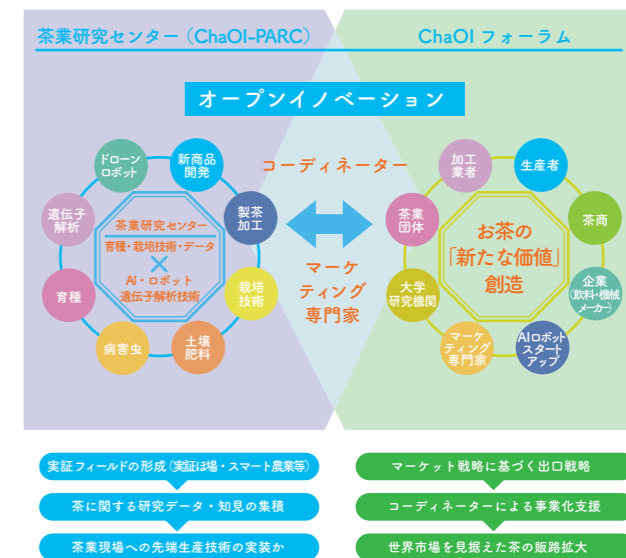 茶業研究センター（ChaOI-PARC）
ChaOI フォーラム
オープンイノベーション
コーディネーター
マーケ
ティング
専門家
ドローン
ロボット
新商品
開発
製茶
加工
栽培
技術
土壌
肥料
病害虫
育種
遺伝子
解析
茶業研究センター
育種・栽培技術・データ
×
AI・ロボット
遺伝子解析技術
加工
業者
生産者
茶商
企業
（飲料・機械
メーカー）
AIロボット
スタート
アップ
マーケ
ティング
専門家
大学
研究機関
茶業
団体
お茶の
「新たな価値」
創造
実証フィールドの形成（実証ほ場・スマート農業等）
茶に関する研究データ・知見の集積
茶業現場への先端生産技術の実装か
マーケット戦略に基づく出口戦略
コーディネーターによる事業化支援
世界市場を見据えた茶の販路拡大